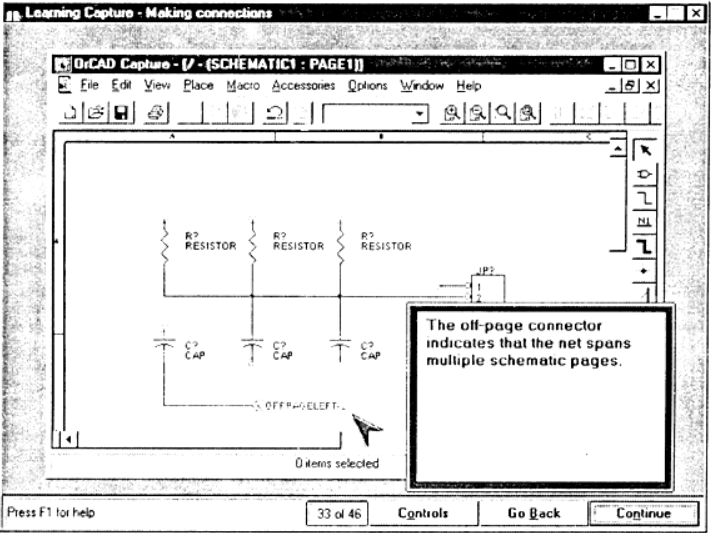 Learning Capture - Making connections
OrCAD Capture - [/ - (SCHEMATIC1 : PAGE1)]
File Edit View Place Macro Accessories Options Window Help
A B C
N1
R? R? R?
RESISTOR RESISTOR RESISTOR
JP?
1
2
C? C? C?
CAP CAP CAP
The off-page connector
indicates that the net spans
multiple schematic pages.
OFFPAGELEFT-L
0 items selected
Press F1 for help 33 of 46 Controls Go Back Continue